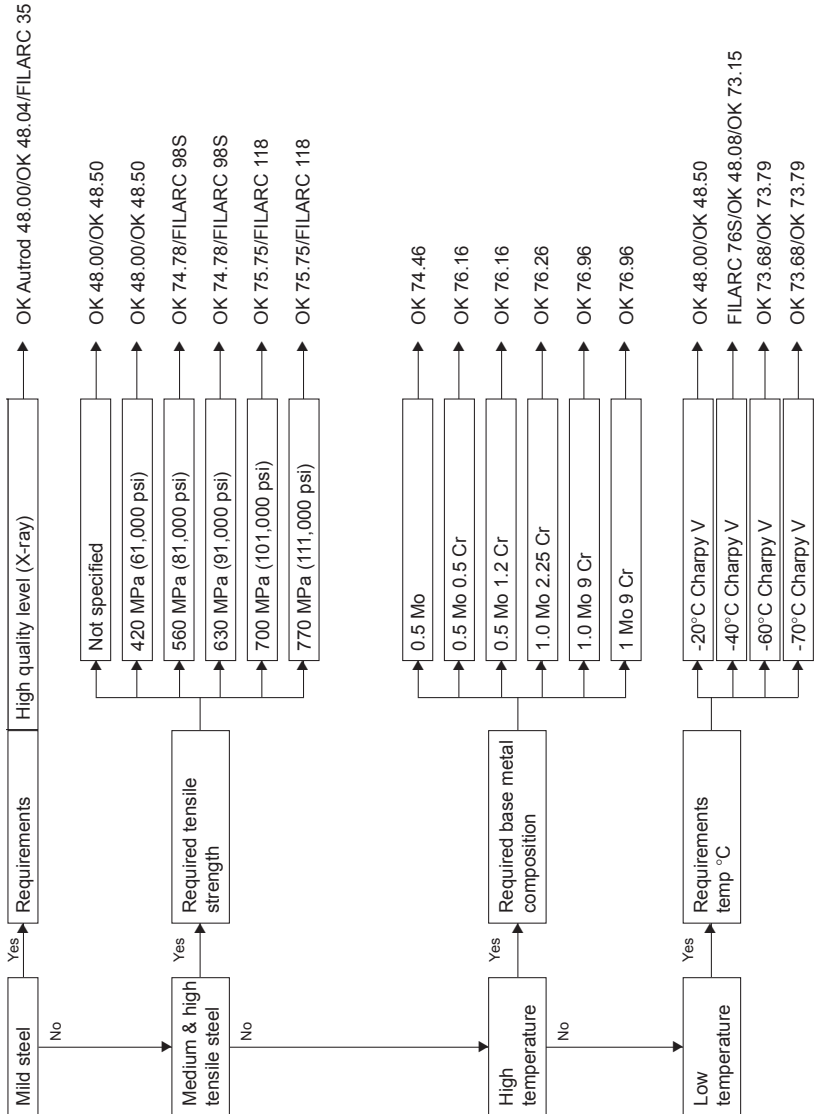 Mild steel
Yes
Requirements
High quality level (X-ray)
OK Autrod 48.00/OK 48.04/FILARC 35
No
Medium & high
tensile steel
Yes
Required tensile
strength
Not specified
OK 48.00/OK 48.50
420 MPa (61,000 psi)
OK 48.00/OK 48.50
560 MPa (81,000 psi)
OK 74.78/FILARC 98S
630 MPa (91,000 psi)
OK 74.78/FILARC 98S
700 MPa (101,000 psi)
OK 75.75/FILARC 118
770 MPa (111,000 psi)
OK 75.75/FILARC 118
No
High
temperature
Yes
Required base metal
composition
0.5 Mo
OK 74.46
0.5 Mo 0.5 Cr
OK 76.16
0.5 Mo 1.2 Cr
OK 76.16
1.0 Mo 2.25 Cr
OK 76.26
1.0 Mo 9 Cr
OK 76.96
1 Mo 9 Cr
OK 76.96
No
Low
temperature
Yes
Requirements
temp °C
-20°C Charpy V
OK 48.00/OK 48.50
-40°C Charpy V
FILARC 76S/OK 48.08/OK 73.15
-60°C Charpy V
OK 73.68/OK 73.79
-70°C Charpy V
OK 73.68/OK 73.79